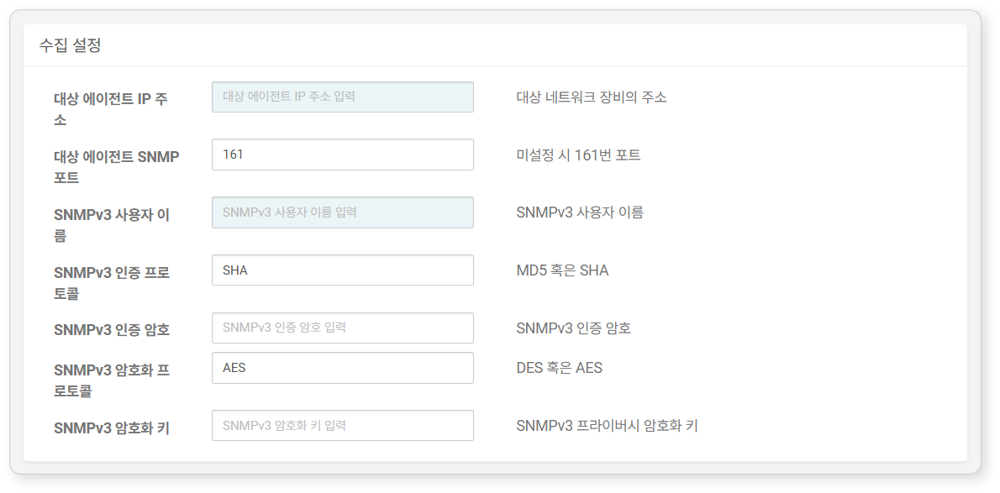 수집 설정
대상 에이전트 IP 주
소
대상 에이전트 IP 주소 입력
대상 네트워크 장비의 주소
대상 에이전트 SNMP
포트
161
미설정 시 161번 포트
SNMPv3 사용자 이
름
SNMPv3 사용자 이름 입력
SNMPv3 사용자 이름
SNMPv3 인증 프로
토콜
SHA
MD5 혹은 SHA
SNMPv3 인증 암호
SNMPv3 인증 암호 입력
SNMPv3 인증 암호
SNMPv3 암호화 프
로토콜
AES
DES 혹은 AES
SNMPv3 암호화 키
SNMPv3 암호화 키 입력
SNMPv3 프라이버시 암호화 키